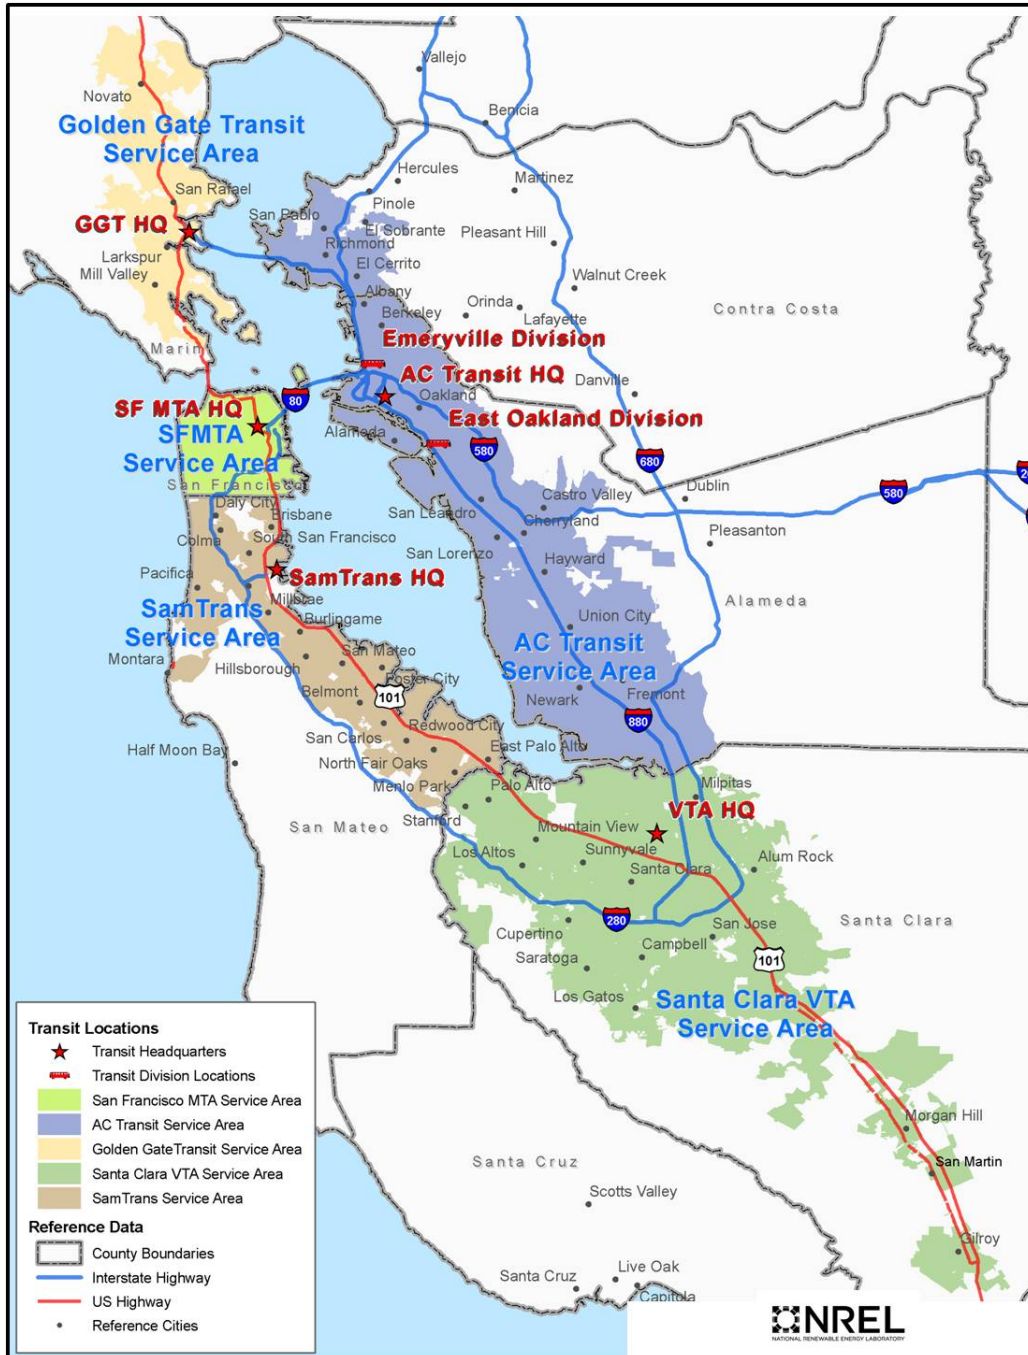 Vallejo
Novato
Benicia
Golden Gate Transit
Service Area
Hercules
Martinez
San Rafael
Pinole
San Pablo
El Sobrante
GGT HQ
Pleasant Hill
Richmond
Larkspur
El Cerrito
Mill Valley
Walnut Creek
Albany
Orinda
Contra Costa
Berkeley
Lafayette
Emeryville Division
Marin
AC Transit HQ
Danville
80
SF MTA HQ
Oakland
East Oakland Division
SFMTA
Service Area
Alameda
580
680
San Francisco
Dublin
580
Castro Valley
Daly City
Brisbane
San Leandro
Cherryland
Colma
South San Francisco
Pleasanton
San Lorenzo
Hayward
Pacifica
SamTrans HQ
Millbrae
Alameda
SamTrans
Service Area
Burlingame
Union City
AC Transit
Service Area
Montara
San Mateo
Hillsborough
Foster City
Belmont
101
Newark
Fremont
880
Redwood City
San Carlos
Half Moon Bay
North Fair Oaks
East Palo Alto
Menlo Park
Palo Alto
Milpitas
Stanford
VTA HQ
San Mateo
Mountain View
Sunnyvale
Los Altos
Alum Rock
Santa Clara
280
Santa Clara
Cupertino
San Jose
Campbell
Saratoga
101
Los Gatos
Santa Clara VTA
Service Area
Morgan Hill
San Martin
Santa Cruz
Scotts Valley
Gilroy
Live Oak
Santa Cruz
Capitola
Transit Locations
Transit Headquarters
Transit Division Locations
San Francisco MTA Service Area
AC Transit Service Area
Golden GateTransit Service Area
Santa Clara VTA Service Area
SamTrans Service Area
Reference Data
County Boundaries
Interstate Highway
US Highway
Reference Cities
NREL
NATIONAL RENEWABLE ENERGY LABORATORY